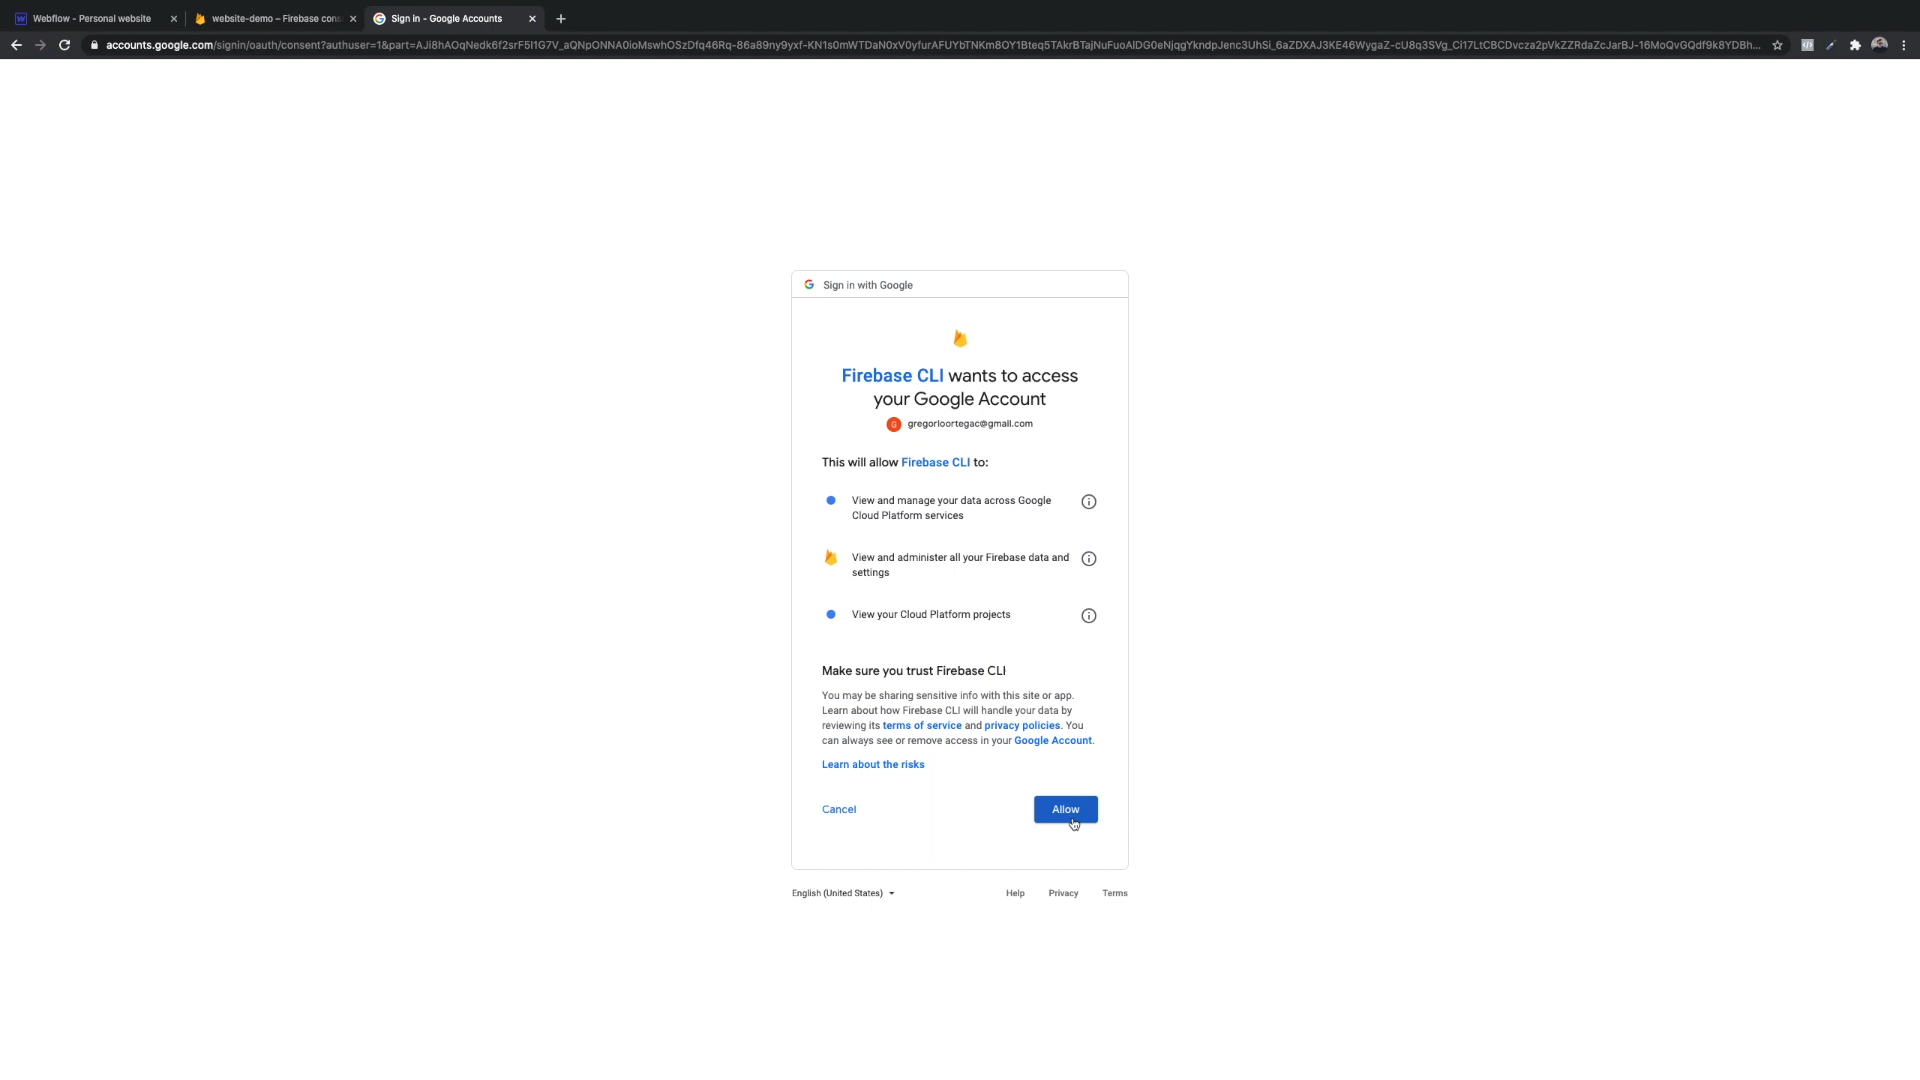 Webflow - Personal website
website-demo – Firebase cons
Sign in - Google Accounts
accounts.google.com/signin/oauth/consent?authuser=1&part=
Sign in with Google
Firebase CLI wants to access
your Google Account
G gregorioortegac@gmail.com
This will allow Firebase CLI to:
View and manage your data across Google
Cloud Platform services
View and administer all your Firebase data and
settings
View your Cloud Platform projects
Make sure you trust Firebase CLI
You may be sharing sensitive info with this site or app.
Learn about how Firebase CLI will handle your data by
reviewing its terms of service and privacy policies. You
can always see or remove access in your Google Account.
Learn about the risks
Cancel
Allow
English (United States)
Help
Privacy
Terms